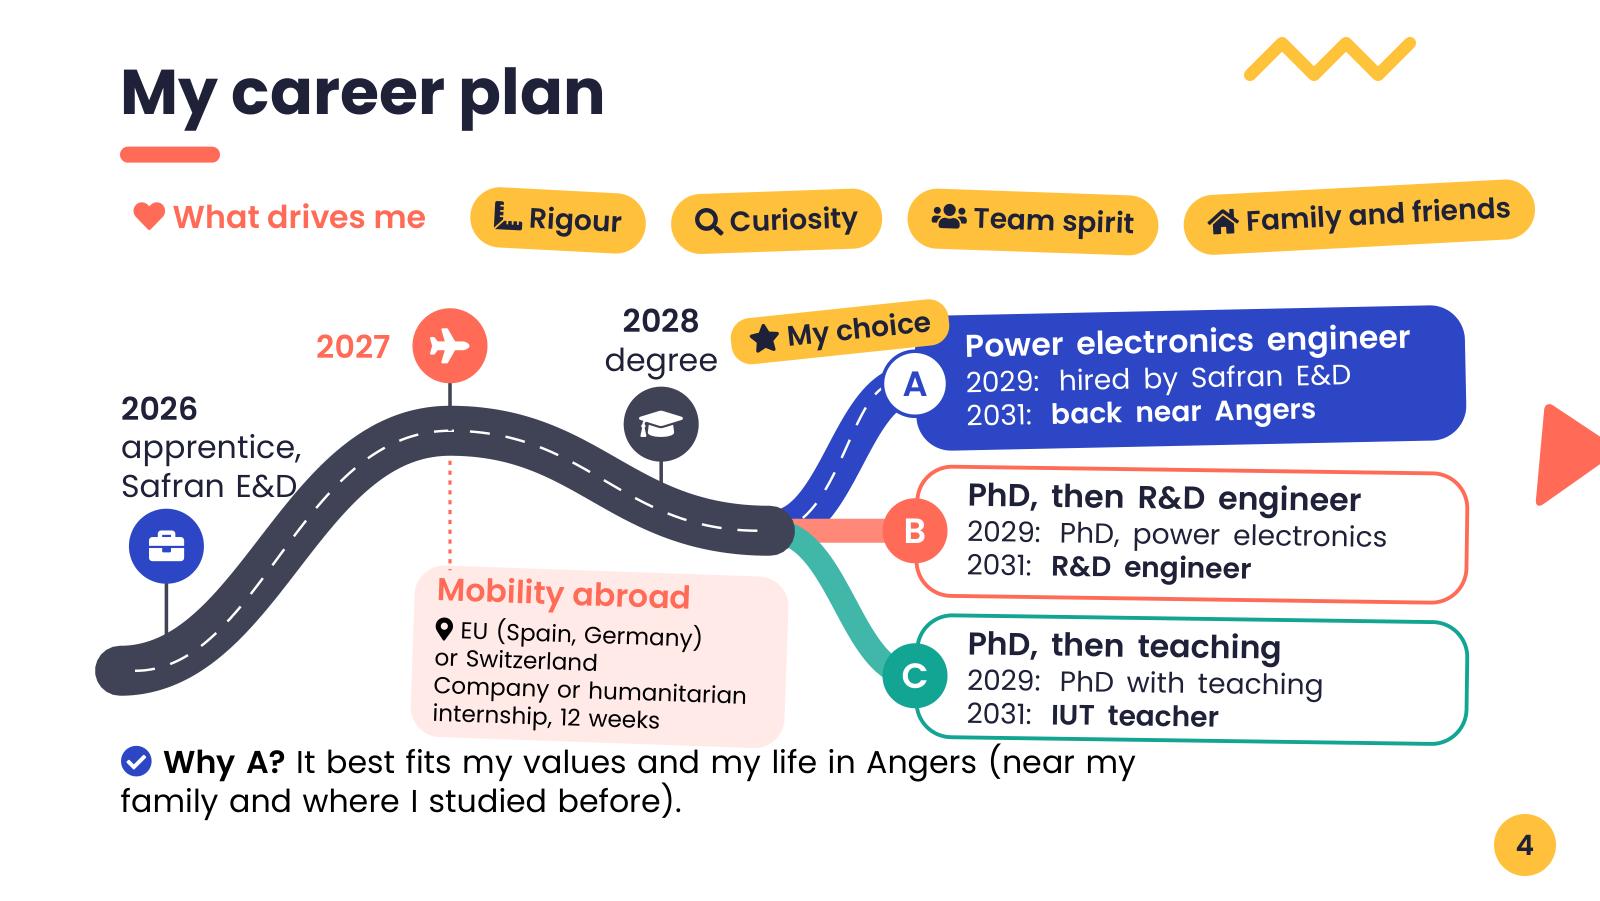 My career plan
What drives me
Rigour
Curiosity
Team spirit
Family and friends
2026
apprentice,
Safran E&D
2027
Mobility abroad
EU (Spain, Germany)
or Switzerland
Company or humanitarian
internship, 12 weeks
2028
degree
My choice
A
Power electronics engineer
2029: hired by Safran E&D
2031: back near Angers
B
PhD, then R&D engineer
2029: PhD, power electronics
2031: R&D engineer
C
PhD, then teaching
2029: PhD with teaching
2031: IUT teacher
Why A? It best fits my values and my life in Angers (near my
family and where I studied before).
4